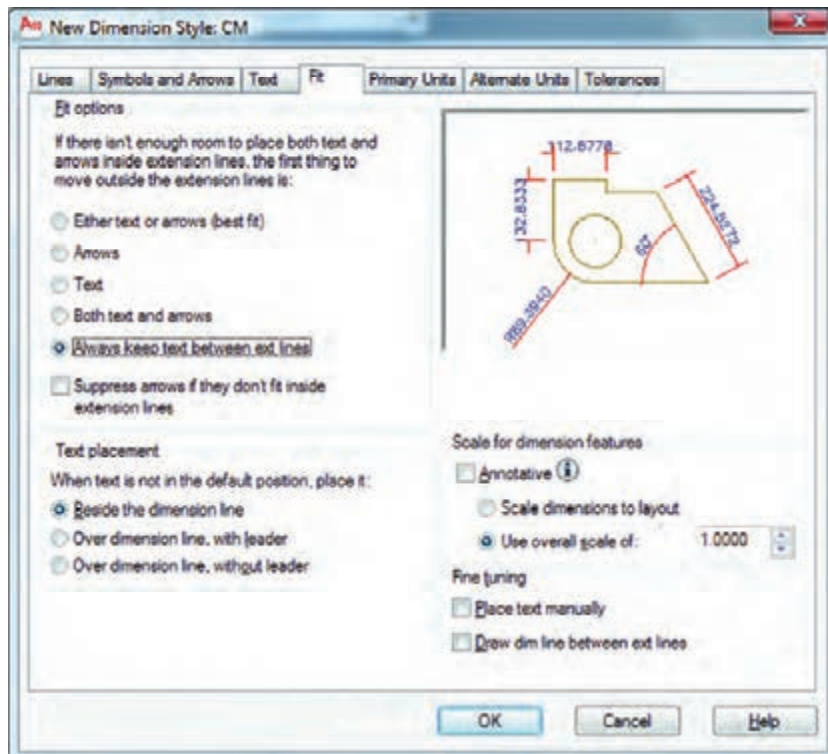 New Dimension Style: CM
Lines Symbols and Arrows Text Fit Primary Units Alternate Units Tolerances
Fit options
If there isn't enough room to place both text and
arrows inside extension lines, the first thing to
move outside the extension lines is:
Either text or arrows (best fit)
Arrows
Text
Both text and arrows
Always keep text between ext lines
Suppress arrows if they don't fit inside
extension lines
Text placement
When text is not in the default position, place it:
Beside the dimension line
Over dimension line, with leader
Over dimension line, without leader
60°
Scale for dimension features
Annotative
Scale dimensions to layout
Use overall scale of: 1.0000
Fine tuning
Place text manually
Draw dim line between ext lines
OK Cancel Help